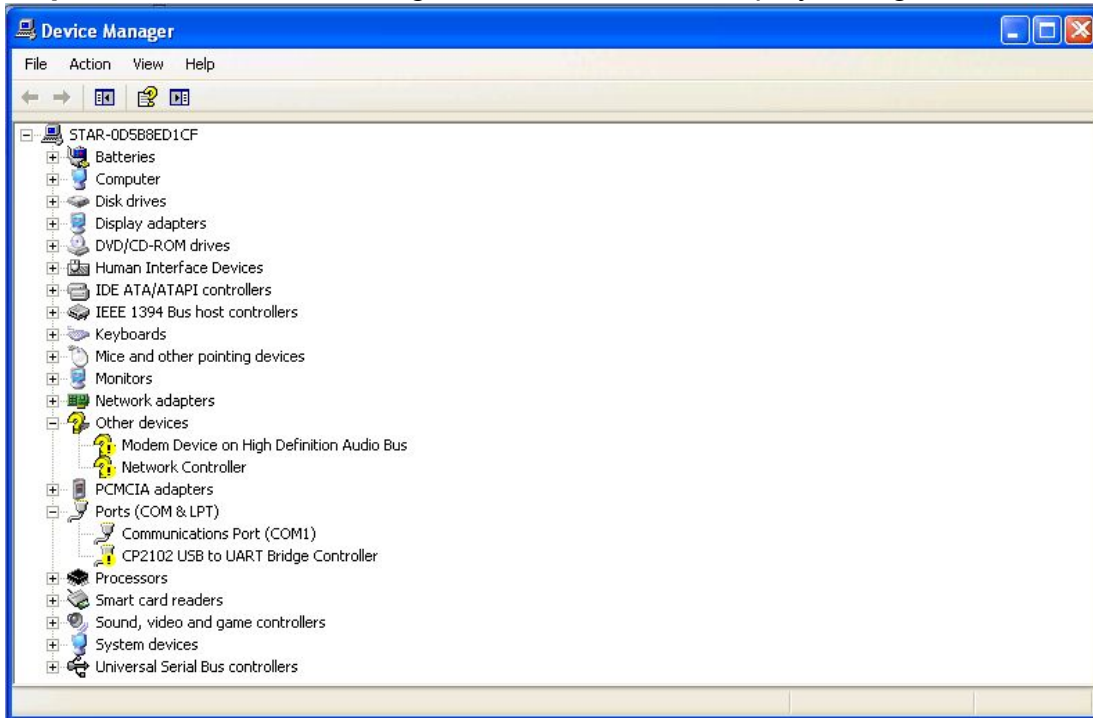 Device Manager
File Action View Help
STAR-0D5B8ED1CF
Batteries
Computer
Disk drives
Display adapters
DVD/CD-ROM drives
Human Interface Devices
IDE ATA/ATAPI controllers
IEEE 1394 Bus host controllers
Keyboards
Mice and other pointing devices
Monitors
Network adapters
Other devices
Modem Device on High Definition Audio Bus
Network Controller
PCMCIA adapters
Ports (COM & LPT)
Communications Port (COM1)
CP2102 USB to UART Bridge Controller
Processors
Smart card readers
Sound, video and game controllers
System devices
Universal Serial Bus controllers